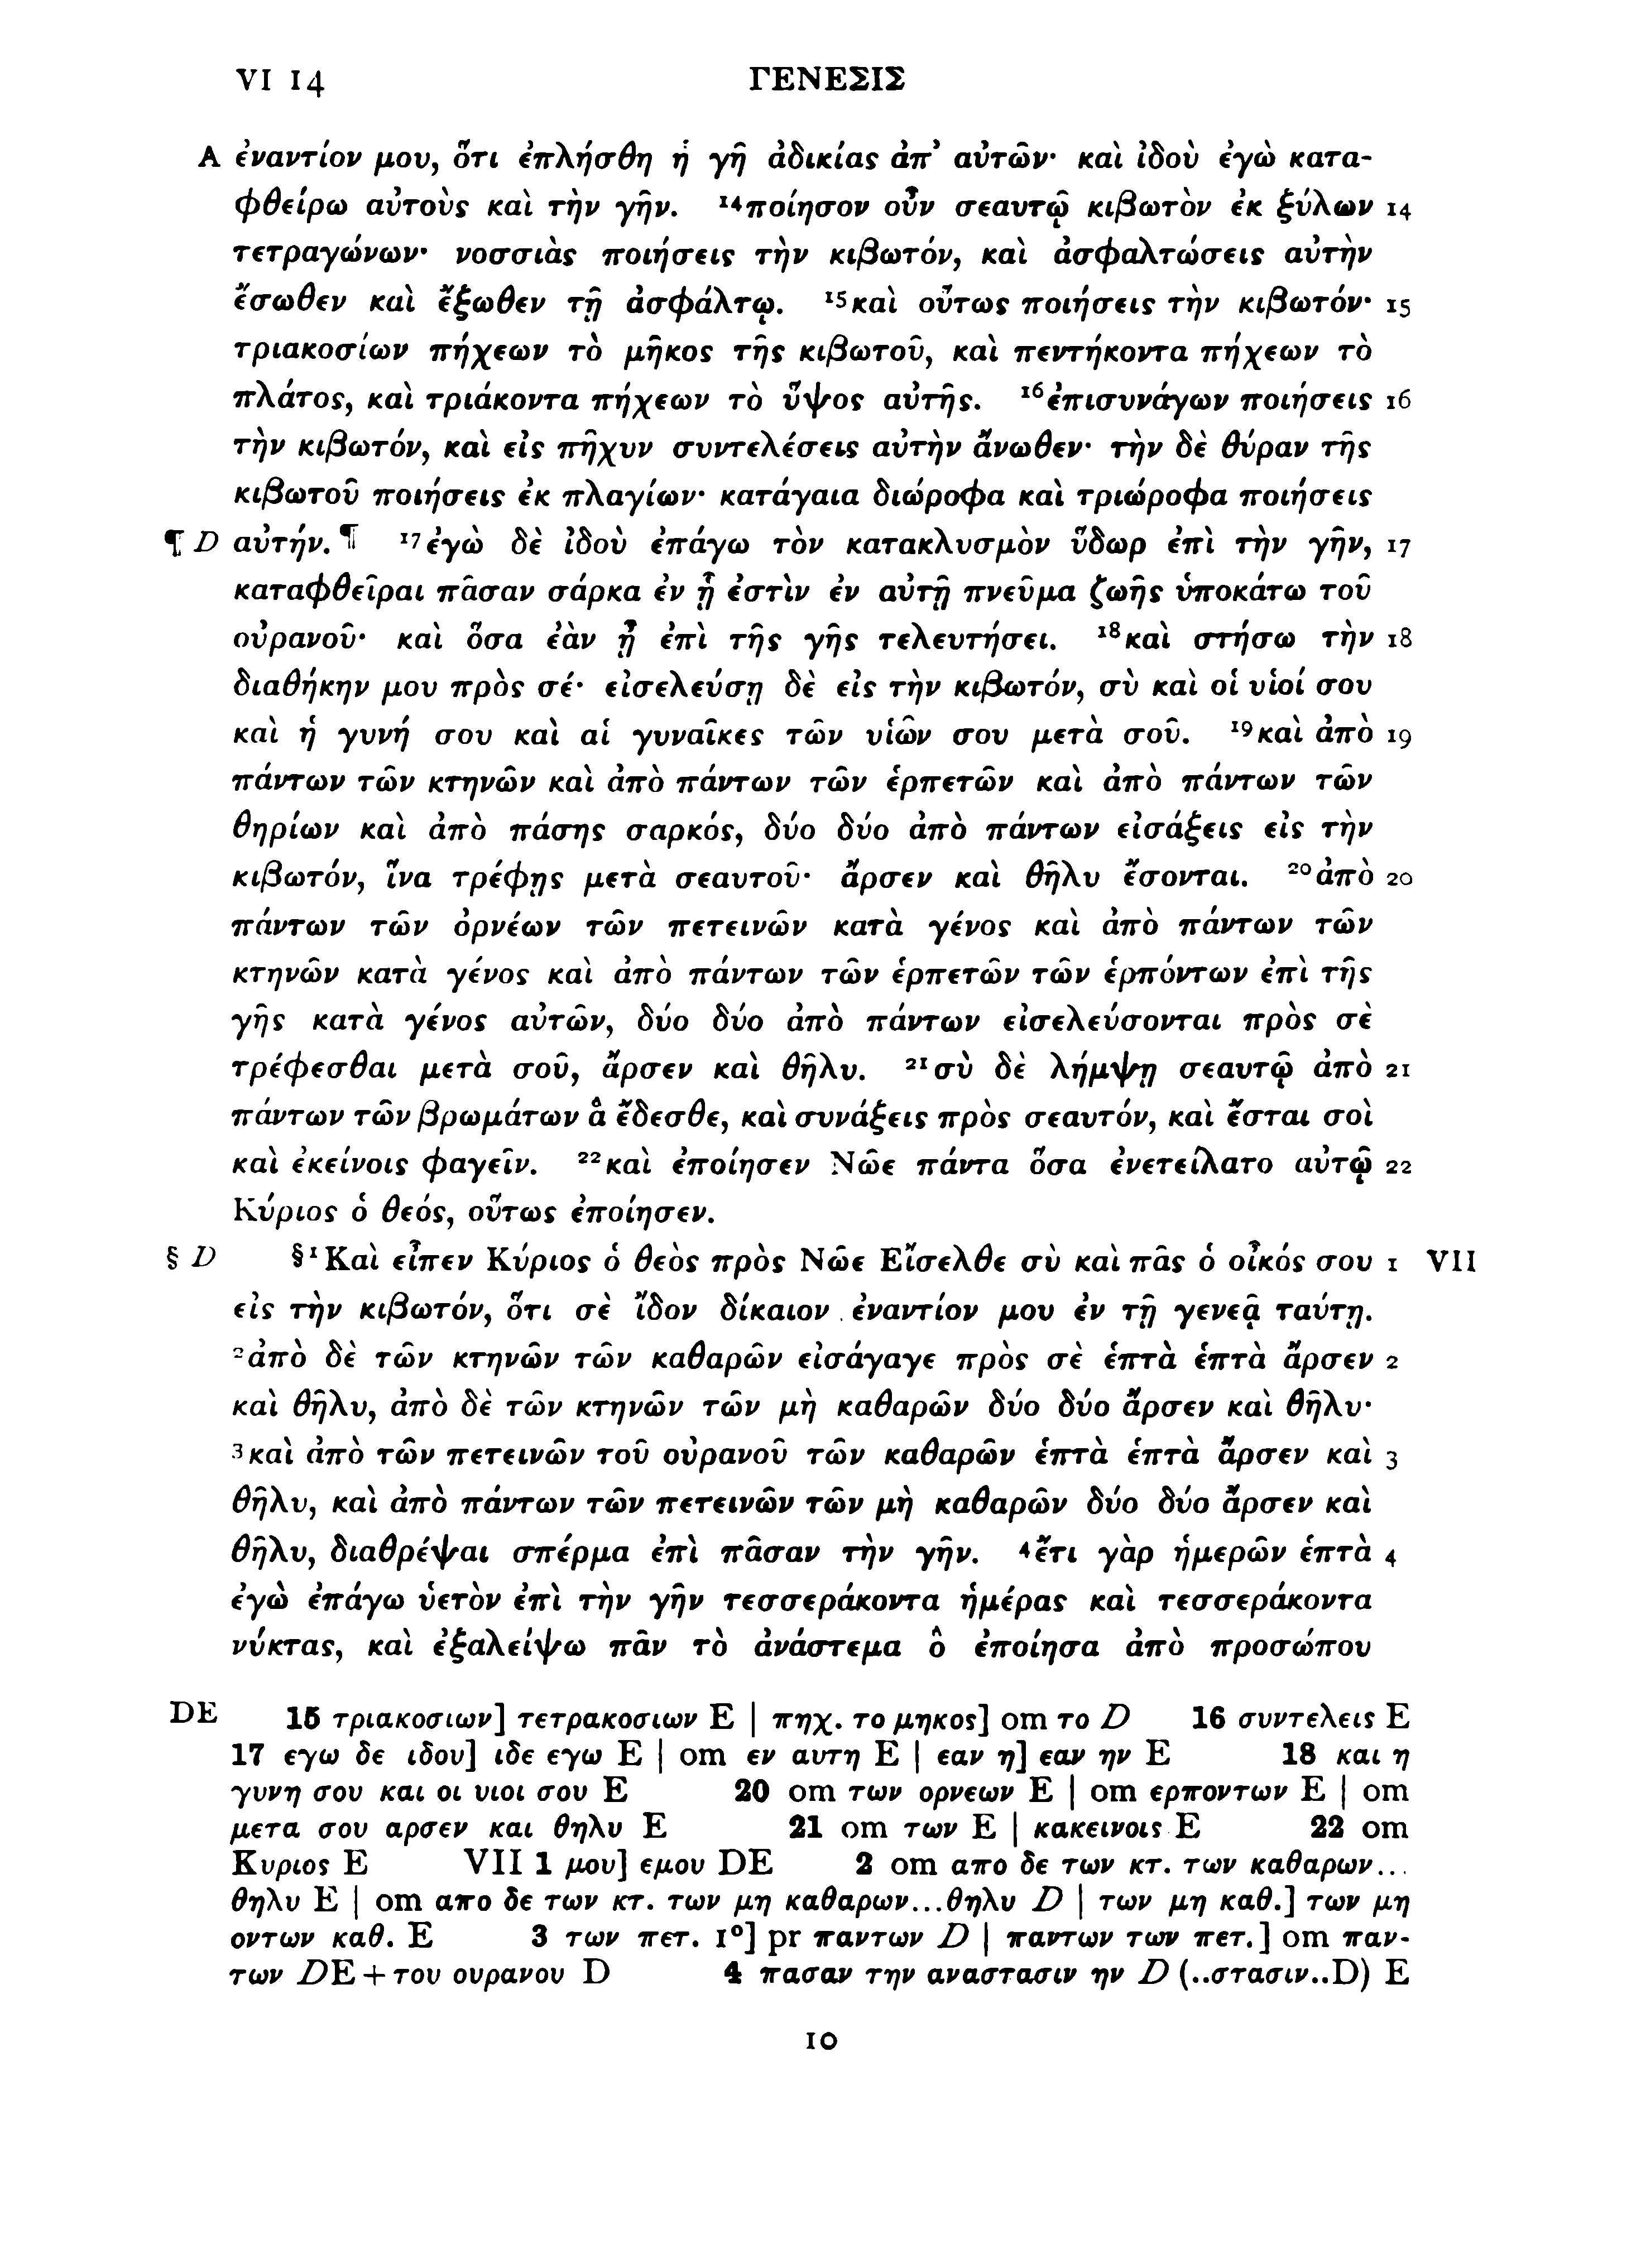 VI 14 ΓΕΝΕΣΙΣ
A ἐναντίον μου, ὅτι ἐπλήσθη ἡ γῆ ἀδικίας ἀπ᾽ αὐτῶν· καὶ ἰδοὺ ἐγὼ κατα-
φθείρω αὐτοὺς καὶ τὴν γῆν. ¹⁴ποίησον οὖν σεαυτῷ κιβωτὸν ἐκ ξύλων 14
τετραγώνων· νοσσιὰς ποιήσεις τὴν κιβωτόν, καὶ ἀσφαλτώσεις αὐτὴν
ἔσωθεν καὶ ἔξωθεν τῇ ἀσφάλτῳ. ¹⁵καὶ οὕτως ποιήσεις τὴν κιβωτόν· 15
τριακοσίων πήχεων τὸ μῆκος τῆς κιβωτοῦ, καὶ πεντήκοντα πήχεων τὸ
πλάτος, καὶ τριάκοντα πήχεων τὸ ὕψος αὐτῆς. ¹⁶ἐπισυνάγων ποιήσεις 16
τὴν κιβωτόν, καὶ εἰς πῆχυν συντελέσεις αὐτὴν ἄνωθεν· τὴν δὲ θύραν τῆς
κιβωτοῦ ποιήσεις ἐκ πλαγίων· κατάγαια διώροφα καὶ τριώροφα ποιήσεις
¶ D αὐτήν.¶ ¹⁷ἐγὼ δὲ ἰδοὺ ἐπάγω τὸν κατακλυσμὸν ὕδωρ ἐπὶ τὴν γῆν, 17
καταφθεῖραι πᾶσαν σάρκα ἐν ᾗ ἐστὶν ἐν αὐτῇ πνεῦμα ζωῆς ὑποκάτω τοῦ
οὐρανοῦ· καὶ ὅσα ἐὰν ᾖ ἐπὶ τῆς γῆς τελευτήσει. ¹⁸καὶ στήσω τὴν 18
διαθήκην μου πρὸς σέ· εἰσελεύσῃ δὲ εἰς τὴν κιβωτόν, σὺ καὶ οἱ υἱοί σου
καὶ ἡ γυνή σου καὶ αἱ γυναῖκες τῶν υἱῶν σου μετὰ σοῦ. ¹⁹καὶ ἀπὸ 19
πάντων τῶν κτηνῶν καὶ ἀπὸ πάντων τῶν ἑρπετῶν καὶ ἀπὸ πάντων τῶν
θηρίων καὶ ἀπὸ πάσης σαρκός, δύο δύο ἀπὸ πάντων εἰσάξεις εἰς τὴν
κιβωτόν, ἵνα τρέφῃς μετὰ σεαυτοῦ· ἄρσεν καὶ θῆλυ ἔσονται. ²⁰ἀπὸ 20
πάντων τῶν ὀρνέων τῶν πετεινῶν κατὰ γένος καὶ ἀπὸ πάντων τῶν
κτηνῶν κατὰ γένος καὶ ἀπὸ πάντων τῶν ἑρπετῶν τῶν ἑρπόντων ἐπὶ τῆς
γῆς κατὰ γένος αὐτῶν, δύο δύο ἀπὸ πάντων εἰσελεύσονται πρὸς σὲ
τρέφεσθαι μετὰ σοῦ, ἄρσεν καὶ θῆλυ. ²¹σὺ δὲ λήμψῃ σεαυτῷ ἀπὸ 21
πάντων τῶν βρωμάτων ἃ ἔδεσθε, καὶ συνάξεις πρὸς σεαυτόν, καὶ ἔσται σοὶ
καὶ ἐκείνοις φαγεῖν. ²²καὶ ἐποίησεν Νῶε πάντα ὅσα ἐνετείλατο αὐτῷ 22
Κύριος ὁ θεός, οὕτως ἐποίησεν.
§ D §¹Καὶ εἶπεν Κύριος ὁ θεὸς πρὸς Νῶε Εἴσελθε σὺ καὶ πᾶς ὁ οἶκός σου 1 VII
εἰς τὴν κιβωτόν, ὅτι σὲ ἴδον δίκαιον ἐναντίον μου ἐν τῇ γενεᾷ ταύτῃ.
²ἀπὸ δὲ τῶν κτηνῶν τῶν καθαρῶν εἰσάγαγε πρὸς σὲ ἑπτὰ ἑπτὰ ἄρσεν 2
καὶ θῆλυ, ἀπὸ δὲ τῶν κτηνῶν τῶν μὴ καθαρῶν δύο δύο ἄρσεν καὶ θῆλυ·
³καὶ ἀπὸ τῶν πετεινῶν τοῦ οὐρανοῦ τῶν καθαρῶν ἑπτὰ ἑπτὰ ἄρσεν καὶ 3
θῆλυ, καὶ ἀπὸ πάντων τῶν πετεινῶν τῶν μὴ καθαρῶν δύο δύο ἄρσεν καὶ
θῆλυ, διαθρέψαι σπέρμα ἐπὶ πᾶσαν τὴν γῆν. ⁴ἔτι γὰρ ἡμερῶν ἑπτὰ 4
ἐγὼ ἐπάγω ὑετὸν ἐπὶ τὴν γῆν τεσσεράκοντα ἡμέρας καὶ τεσσεράκοντα
νύκτας, καὶ ἐξαλείψω πᾶν τὸ ἀνάστεμα ὃ ἐποίησα ἀπὸ προσώπου
DE 15 τριακοσιων] τετρακοσιων E | πηχ. το μηκος] om το D 16 συντελεις E
17 εγω δε ιδου] ιδε εγω E | om εν αυτη E | εαν η] εαν ην E 18 και η
γυνη σου και οι υιοι σου E 20 om των ορνεων E | om ερποντων E | om
μετα σου αρσεν και θηλυ E 21 om των E | κακεινοις E 22 om
Κυριος E VII 1 μου] εμου DE 2 om απο δε των κτ. των καθαρων...
θηλυ E | om απο δε των κτ. των μη καθαρων...θηλυ D | των μη καθ.] των μη
οντων καθ. E 3 των πετ. 1⁰] pr παντων D | παντων των πετ.] om παν-
των DE + του ουρανου D 4 πασαν την αναστασιν ην D (..στασιν..D) E
10